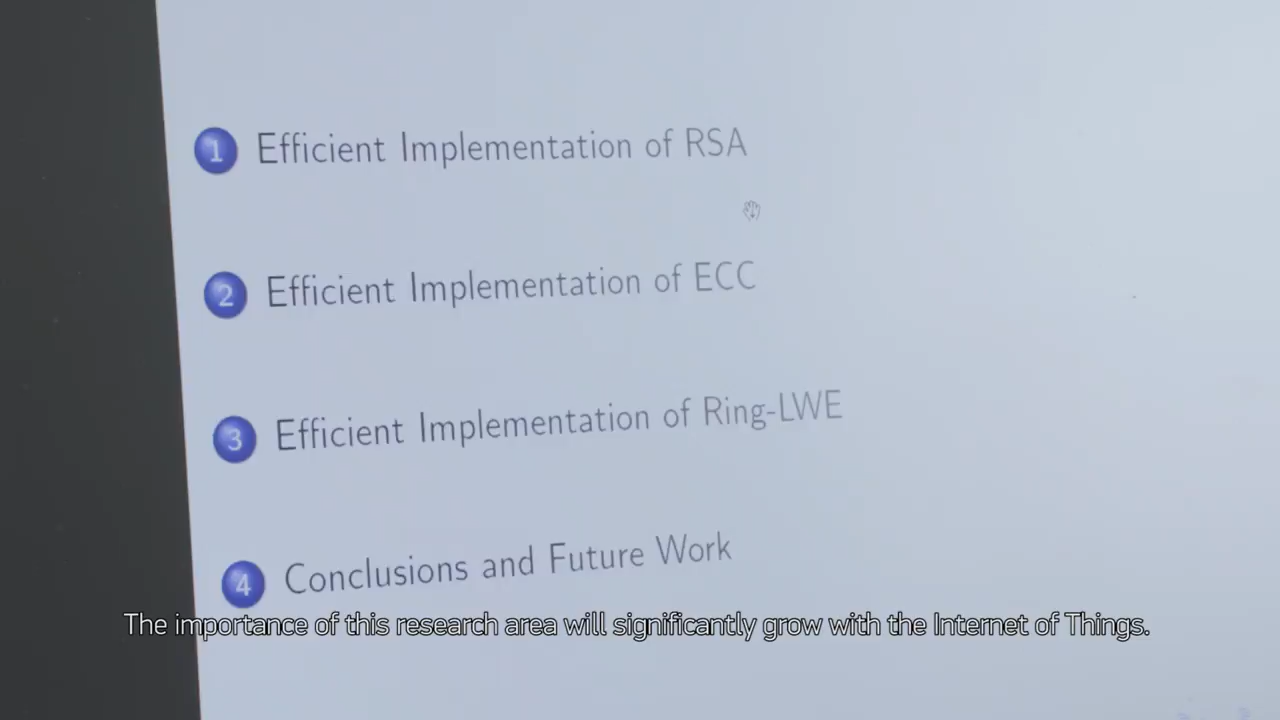 1 Efficient Implementation of RSA
2 Efficient Implementation of ECC
3 Efficient Implementation of Ring-LWE
4 Conclusions and Future Work
The importance of this research area will significantly grow with the Internet of Things.